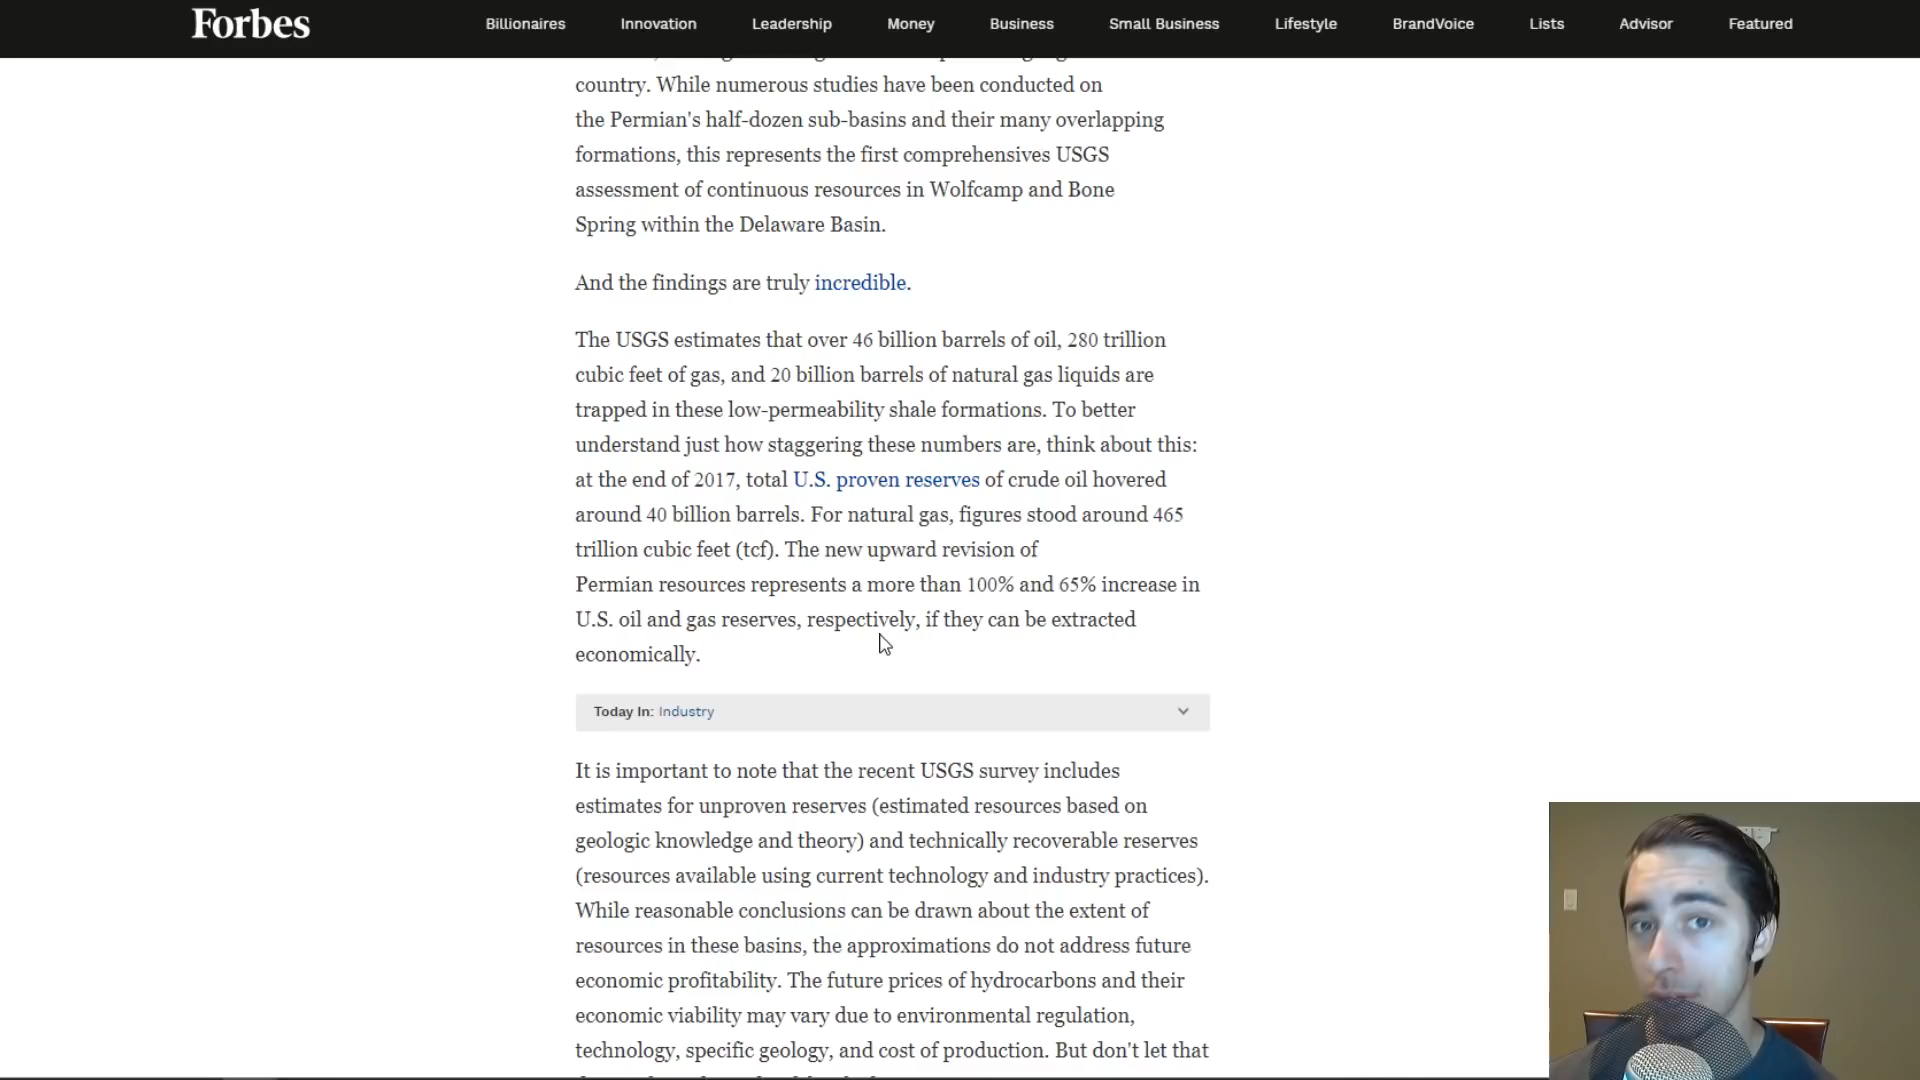 Forbes
Billionaires Innovation Leadership Money Business Small Business Lifestyle BrandVoice Lists Advisor Featured
country. While numerous studies have been conducted on
the Permian's half-dozen sub-basins and their many overlapping
formations, this represents the first comprehensives USGS
assessment of continuous resources in Wolfcamp and Bone
Spring within the Delaware Basin.
And the findings are truly incredible.
The USGS estimates that over 46 billion barrels of oil, 280 trillion
cubic feet of gas, and 20 billion barrels of natural gas liquids are
trapped in these low-permeability shale formations. To better
understand just how staggering these numbers are, think about this:
at the end of 2017, total U.S. proven reserves of crude oil hovered
around 40 billion barrels. For natural gas, figures stood around 465
trillion cubic feet (tcf). The new upward revision of
Permian resources represents a more than 100% and 65% increase in
U.S. oil and gas reserves, respectively, if they can be extracted
economically.
Today In: Industry
It is important to note that the recent USGS survey includes
estimates for unproven reserves (estimated resources based on
geologic knowledge and theory) and technically recoverable reserves
(resources available using current technology and industry practices).
While reasonable conclusions can be drawn about the extent of
resources in these basins, the approximations do not address future
economic profitability. The future prices of hydrocarbons and their
economic viability may vary due to environmental regulation,
technology, specific geology, and cost of production. But don't let that